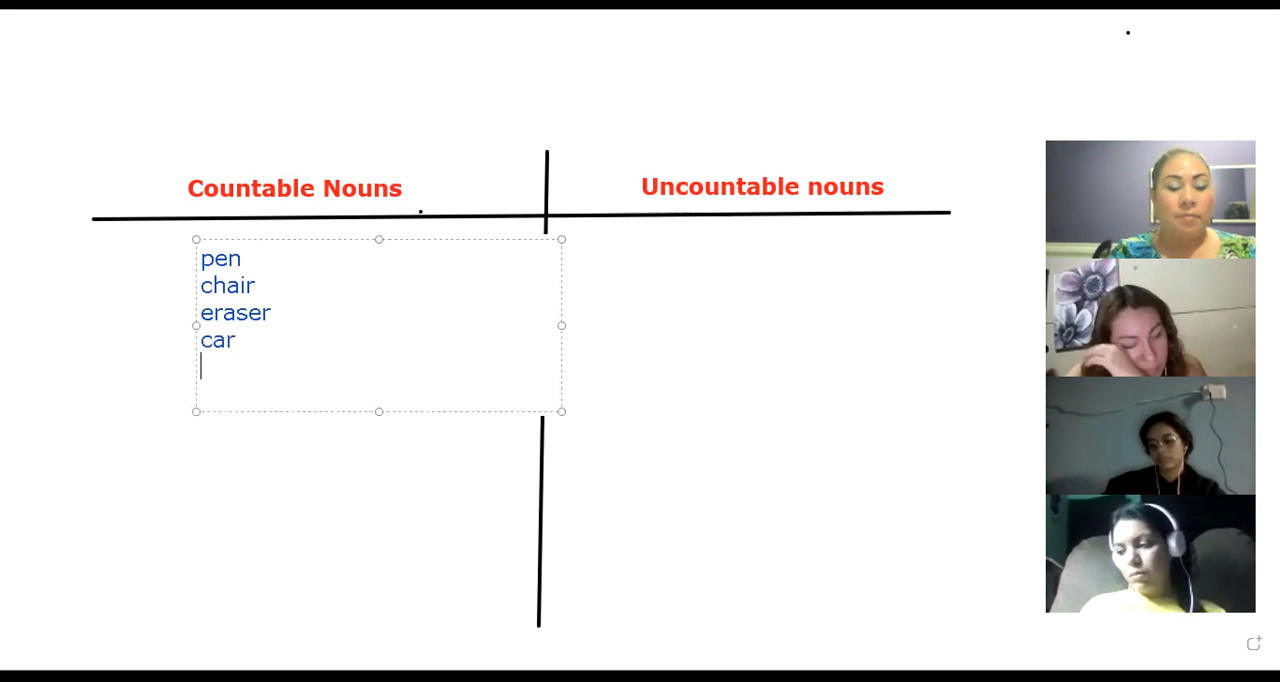 Countable Nouns
Uncountable nouns
pen
chair
eraser
car